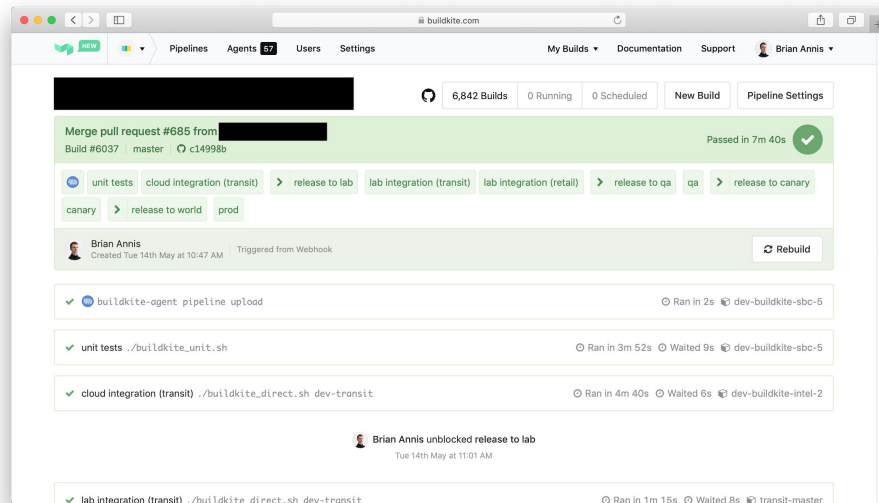 buildkite.com
NEW
Pipelines Agents 57 Users Settings My Builds Documentation Support Brian Annis
6,842 Builds 0 Running 0 Scheduled New Build Pipeline Settings
Merge pull request #685 from
Build #6037 master c14998b
Passed in 7m 40s
unit tests cloud integration (transit) release to lab lab integration (transit) lab integration (retail) release to qa qa release to canary
canary release to world prod
Brian Annis
Created Tue 14th May at 10:47 AM
Triggered from Webhook
Rebuild
buildkite-agent pipeline upload Ran in 2s dev-buildkite-sbc-5
unit tests ./buildkite_unit.sh Ran in 3m 52s Waited 9s dev-buildkite-sbc-5
cloud integration (transit) ./buildkite_direct.sh dev-transit Ran in 4m 40s Waited 6s dev-buildkite-intel-2
Brian Annis unblocked release to lab
Tue 14th May at 11:01 AM
lab integration (transit) ./buildkite_direct.sh dev-transit Ran in 1m 15s Waited 8s transit-master